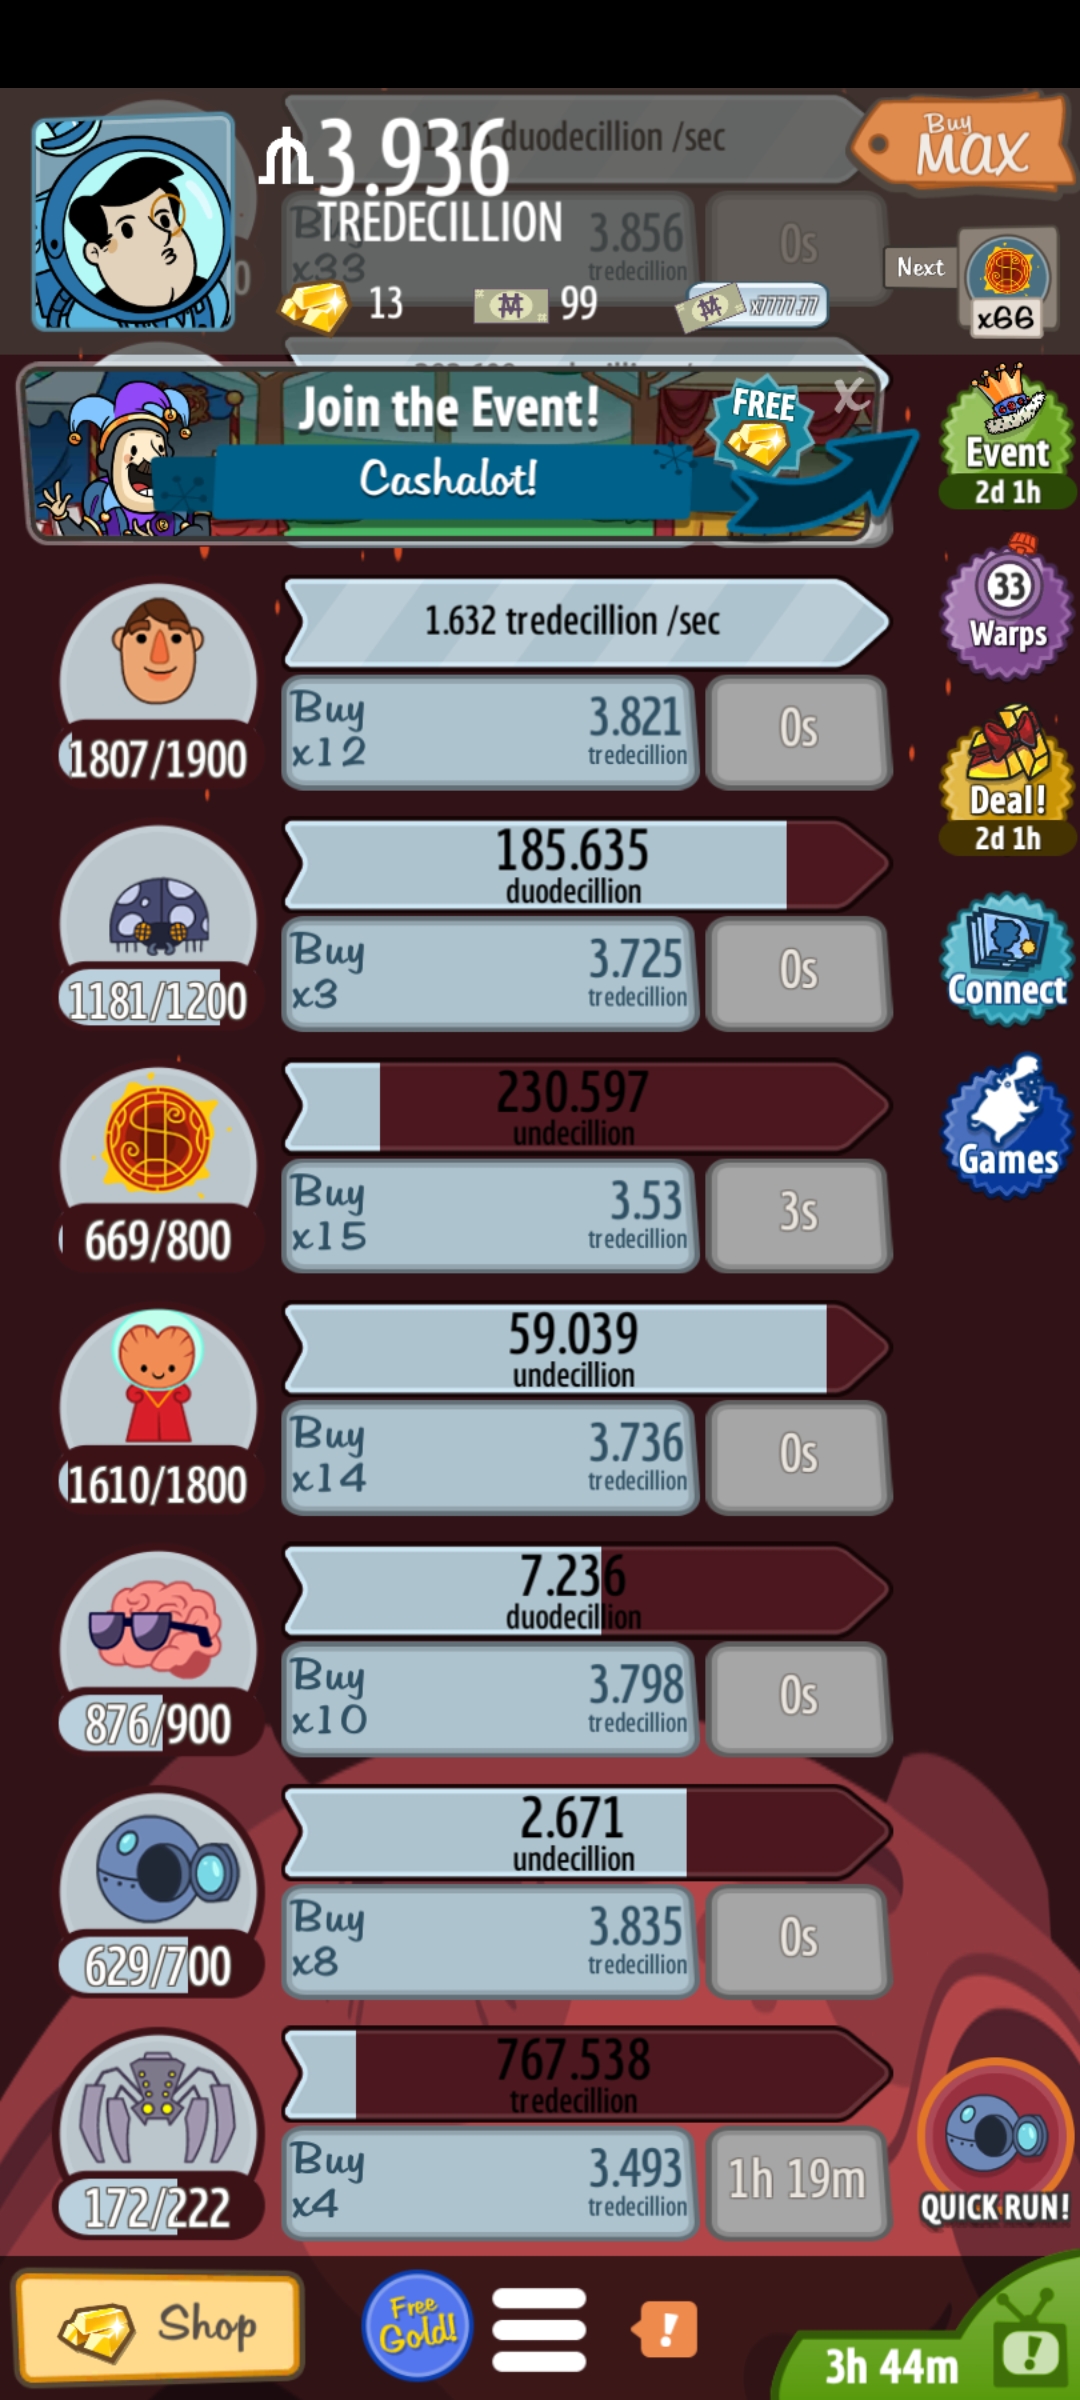 duodecillion /sec
Buy
MAX
3.936
TREDECILLION
Buy
x33
3.856
tredecillion
0s
Next
x66
13
99
x7777.77
Join the Event!
Cashalot!
FREE
X
Event
2d 1h
1.632 tredecillion /sec
Buy
x12
3.821
tredecillion
0s
1807/1900
33
Warps
185.635
duodecillion
Buy
x3
3.725
tredecillion
0s
1181/1200
Deal!
2d 1h
Connect
230.597
undecillion
Buy
x15
3.53
tredecillion
3s
669/800
Games
59.039
undecillion
Buy
x14
3.736
tredecillion
0s
1610/1800
7.236
duodecillion
Buy
x10
3.798
tredecillion
0s
876/900
2.671
undecillion
Buy
x8
3.835
tredecillion
0s
629/700
767.538
tredecillion
Buy
x4
3.493
tredecillion
1h 19m
172/222
QUICK RUN!
Shop
Free
Gold!
!
3h 44m
!